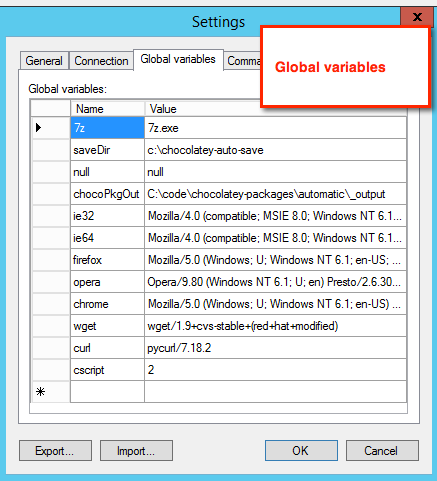 Settings
x
General Connection Global variables Comma
Global variables
Global variables:
Name Value
7z 7z.exe
saveDir c:\chocolatey-auto-save
null null
chocoPkgOut C:\code\chocolatey-packages\automatic\_output
ie32 Mozilla/4.0 (compatible; MSIE 8.0; Windows NT 6.1...
ie64 Mozilla/4.0 (compatible; MSIE 8.0; Windows NT 6.1...
firefox Mozilla/5.0 (Windows; U; Windows NT 6.1; en-US; ...
opera Opera/9.80 (Windows NT 6.1; U; en) Presto/2.6.30...
chrome Mozilla/5.0 (Windows; U; Windows NT 6.1; en-US) ...
wget wget/1.9+cvs-stable+(red+hat+modified)
curl pycurl/7.18.2
cscript 2
Export... Import... OK Cancel